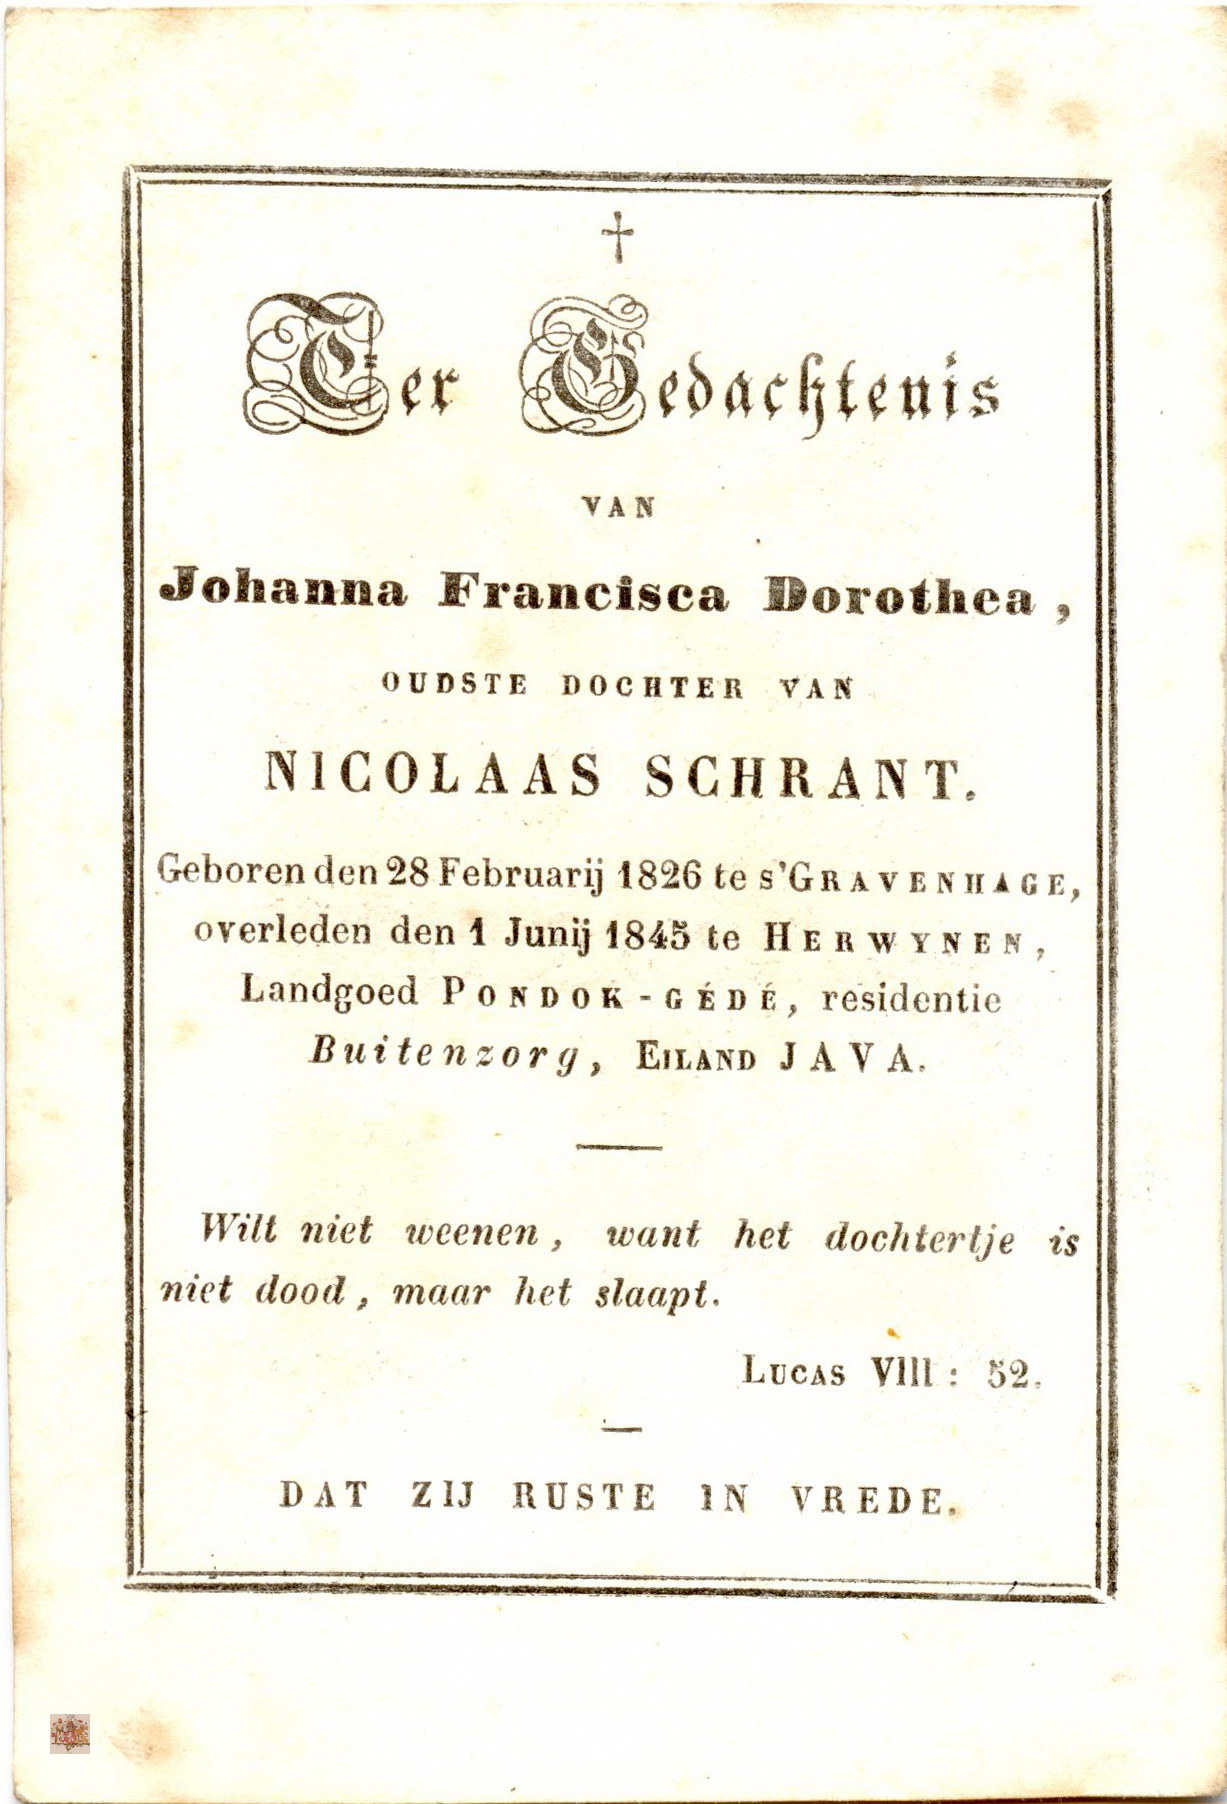 †
Ter Gedachtenis
VAN
Johanna Francisca Dorothea,
OUDSTE DOCHTER VAN
NICOLAAS SCHRANT.
Geboren den 28 Februarij 1826 te s'GRAVENHAGE,
overleden den 1 Junij 1845 te HERWYNEN,
Landgoed PONDOK-GÉDÉ, residentie
Buitenzorg, EILAND JAVA.
Wilt niet weenen, want het dochtertje is
niet dood, maar het slaapt.
LUCAS VIII: 52.
DAT ZIJ RUSTE IN VREDE.